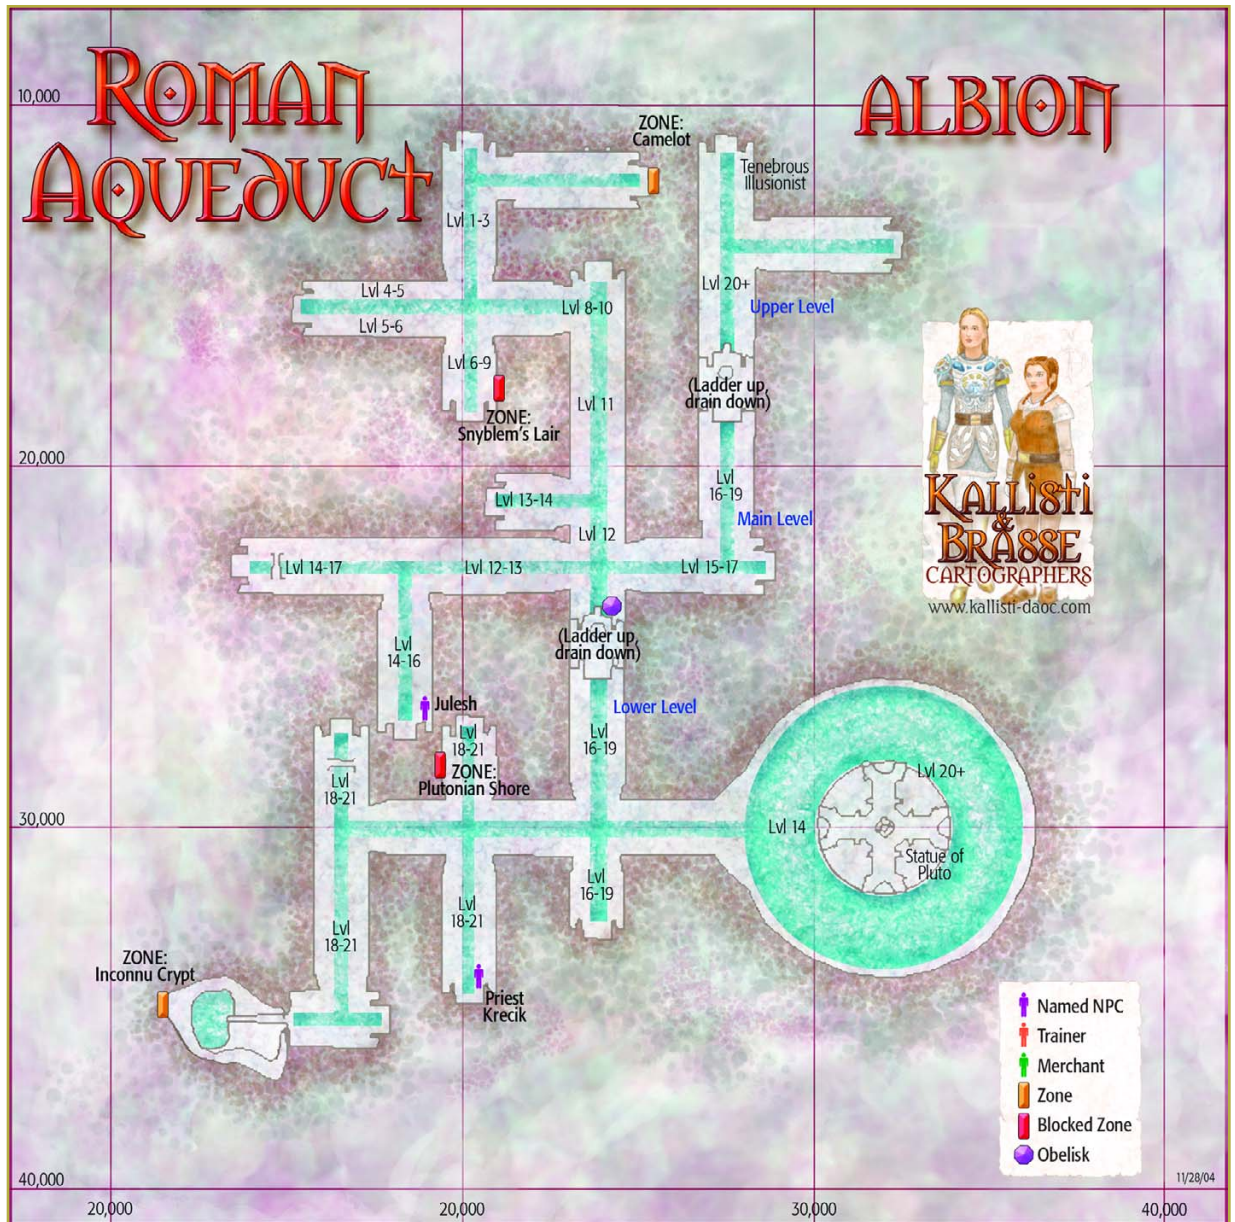 ROMAN
AQUEDUCT
ALBION
10,000
ZONE:
Camelot
Tenebrous
Illusionist
Lvl 1-3
Lvl 4-5
Lvl 8-10
Lvl 20+
Upper Level
Lvl 5-6
Lvl 6-9
(Ladder up,
drain down)
Lvl 11
ZONE:
Snyblem's Lair
20,000
Lvl 13-14
Lvl
16-19
Main Level
KALLISTI
&
BRASSE
CARTOGRAPHERS
www.kallisti-daoc.com
Lvl 12
Lvl 14-17
Lvl 12-13
Lvl 15-17
(Ladder up,
drain down)
Lvl
14-16
Julesh
Lower Level
Lvl
18-21
Lvl
16-19
ZONE:
Plutonian Shore
Lvl
18-21
Lvl 20+
30,000
Lvl 14
Statue of
Pluto
Lvl
16-19
Lvl
18-21
Lvl
18-21
ZONE:
Inconnu Crypt
Priest
Krecik
Named NPC
Trainer
Merchant
Zone
Blocked Zone
Obelisk
40,000
11/28/04
20,000
20,000
30,000
40,000